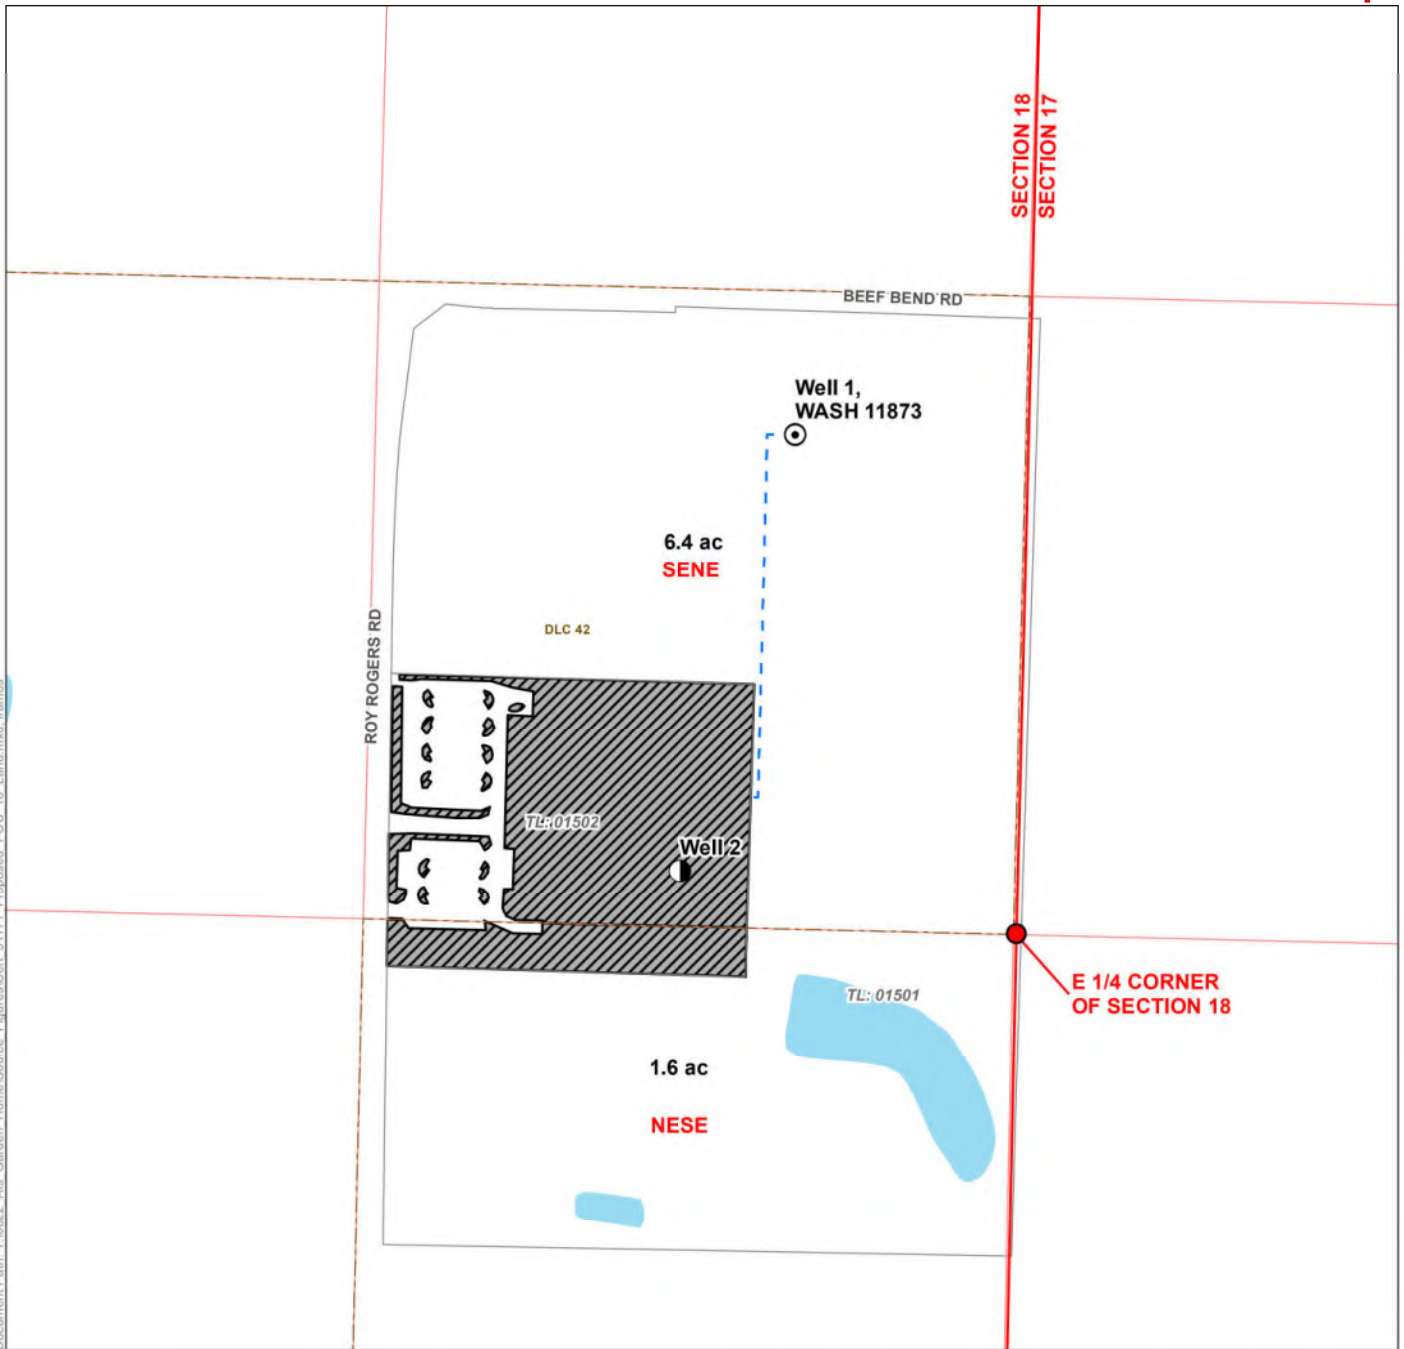 SECTION 18
SECTION 17
BEEF BEND RD
Well 1,
WASH 11873
6.4 ac
SENE
DLC 42
ROY ROGERS RD
TL: 01502
Well 2
E 1/4 CORNER
OF SECTION 18
TL: 01501
1.6 ac
NESE